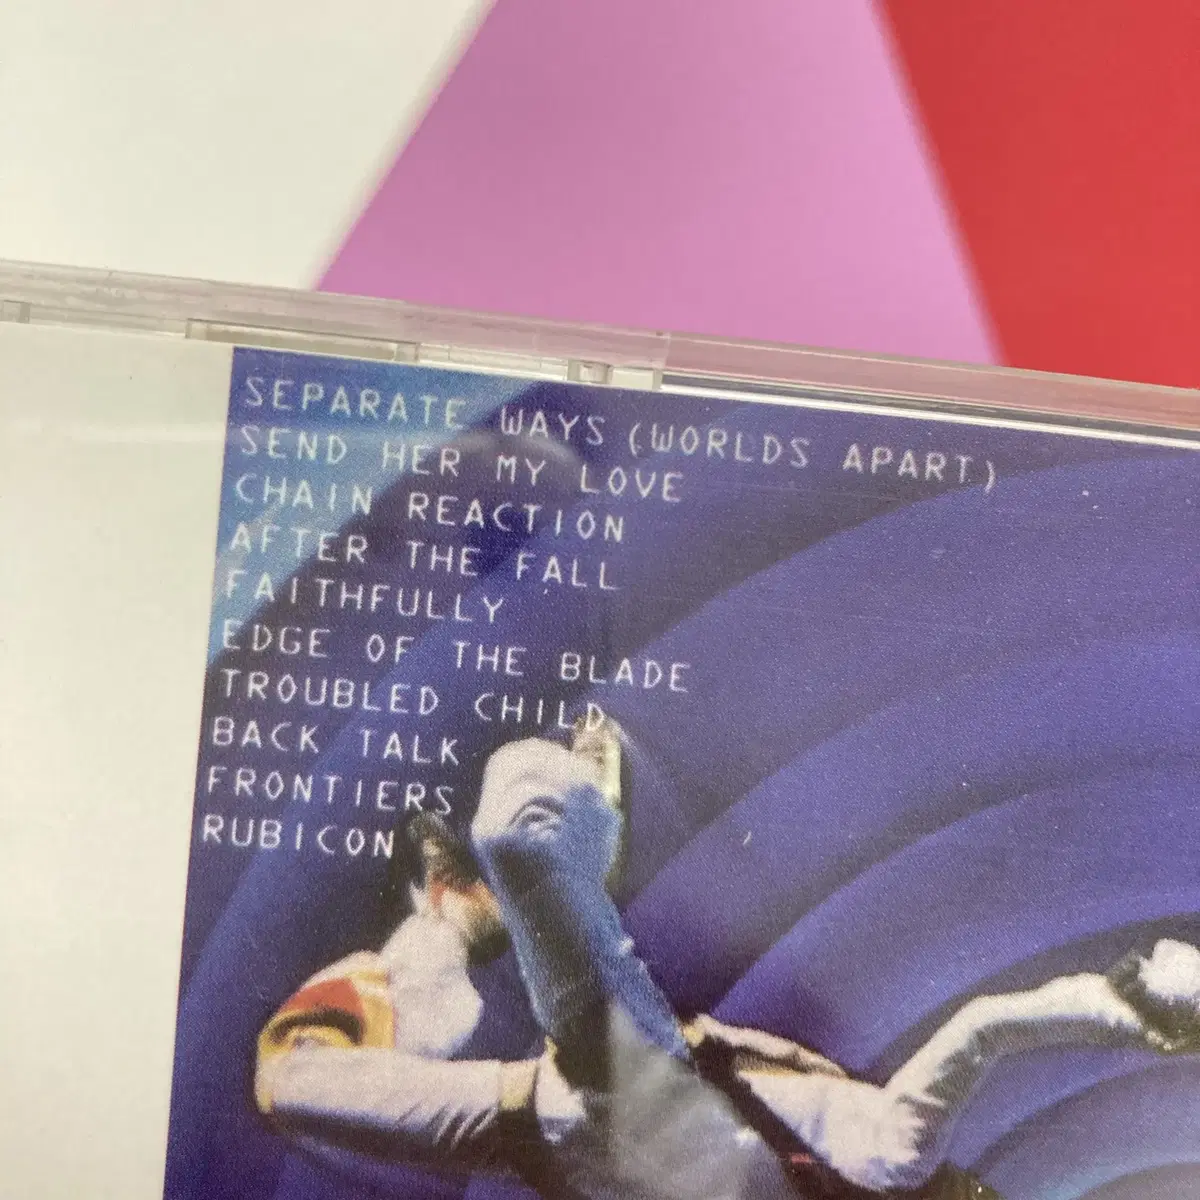 SEPARATE WAYS (WORLDS APART)
SEND HER MY LOVE
CHAIN REACTION
AFTER THE FALL
FAITHFULLY
EDGE OF THE BLADE
TROUBLED CHILD
BACK TALK
FRONTIERS
RUBICON